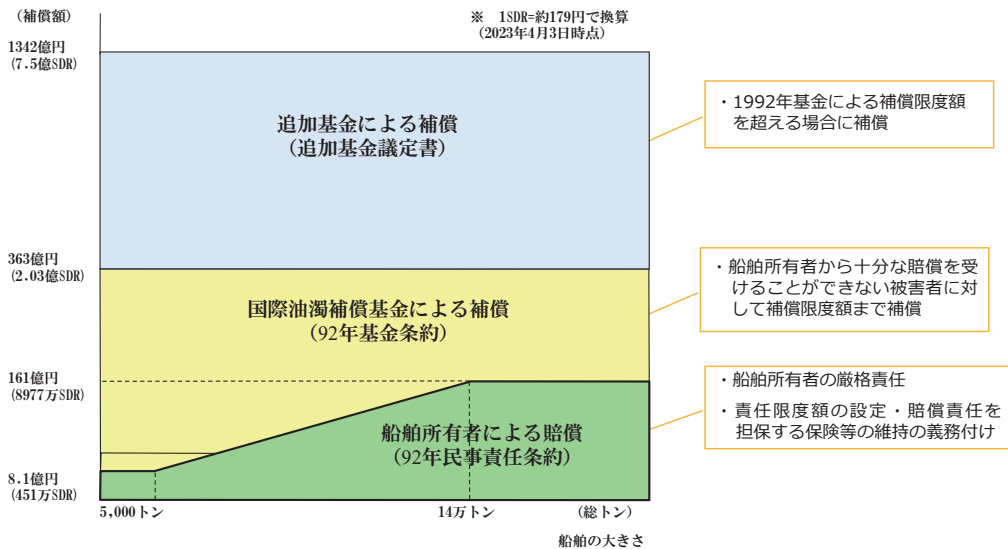 (補償額)
※ 1SDR=約179円で換算
(2023年4月3日時点)
1342億円
(7.5億SDR)
追加基金による補償
(追加基金議定書)
・1992年基金による補償限度額
を超える場合に補償
363億円
(2.03億SDR)
国際油濁補償基金による補償
(92年基金条約)
・船舶所有者から十分な賠償を受
けることができない被害者に対
して補償限度額まで補償
161億円
(8977万SDR)
船舶所有者による賠償
(92年民事責任条約)
・船舶所有者の厳格責任
・責任限度額の設定・賠償責任を
担保する保険等の維持の義務付け
8.1億円
(451万SDR)
5,000トン
14万トン
(総トン)
船舶の大きさ